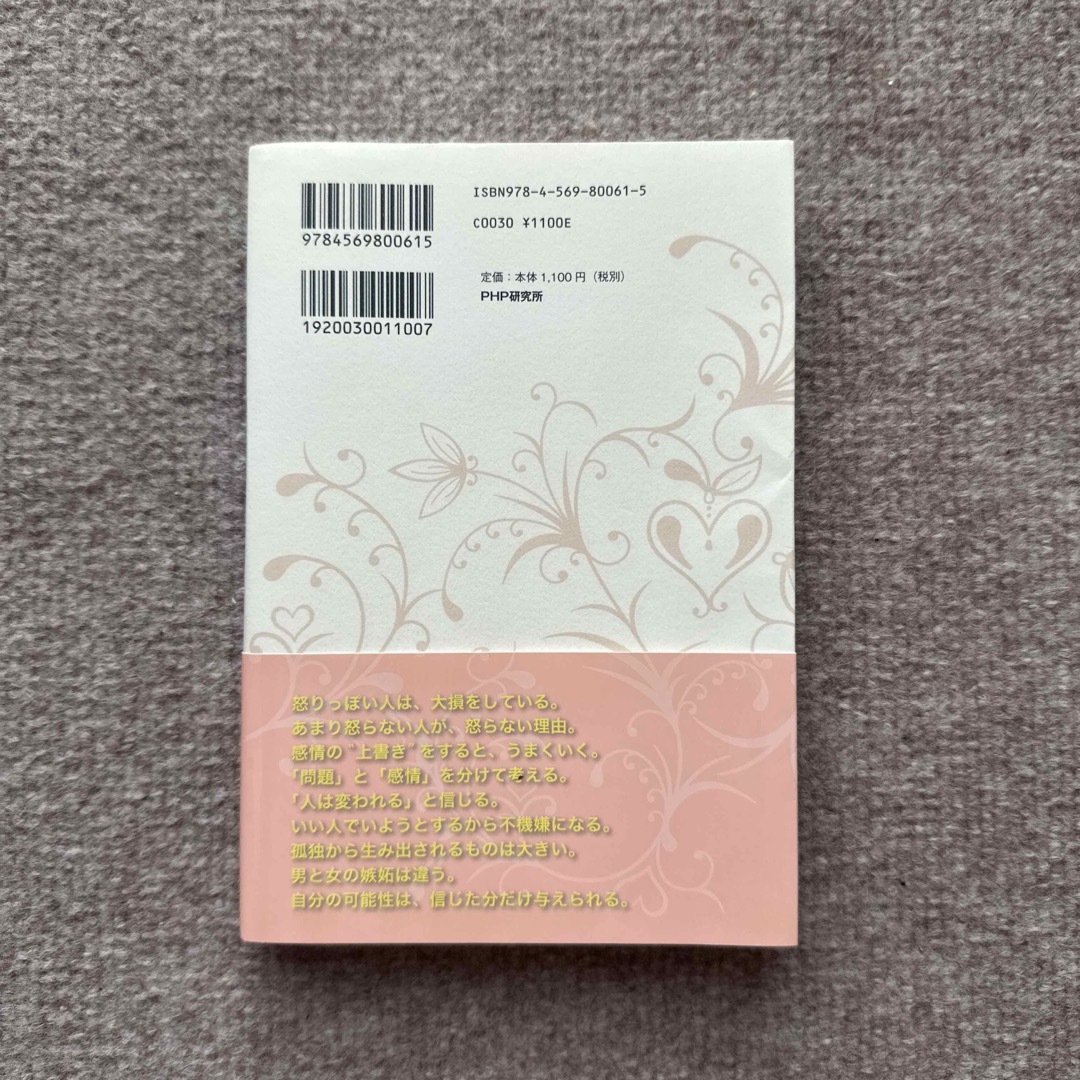 ISBN978-4-569-80061-5
9784569800615
C0030 ¥1100E
定価：本体1,100円（税別）
PHP研究所
1920030011007
怒りっぽい人は、大損をしている。
あまり怒らない人が、怒らない理由。
感情の“上書き”をすると、うまくいく。
「問題」と「感情」を分けて考える。
「人は変われる」と信じる。
いい人でいようとするから不機嫌になる。
孤独から生み出されるものは大きい。
男と女の嫉妬は違う。
自分の可能性は、信じた分だけ与えられる。